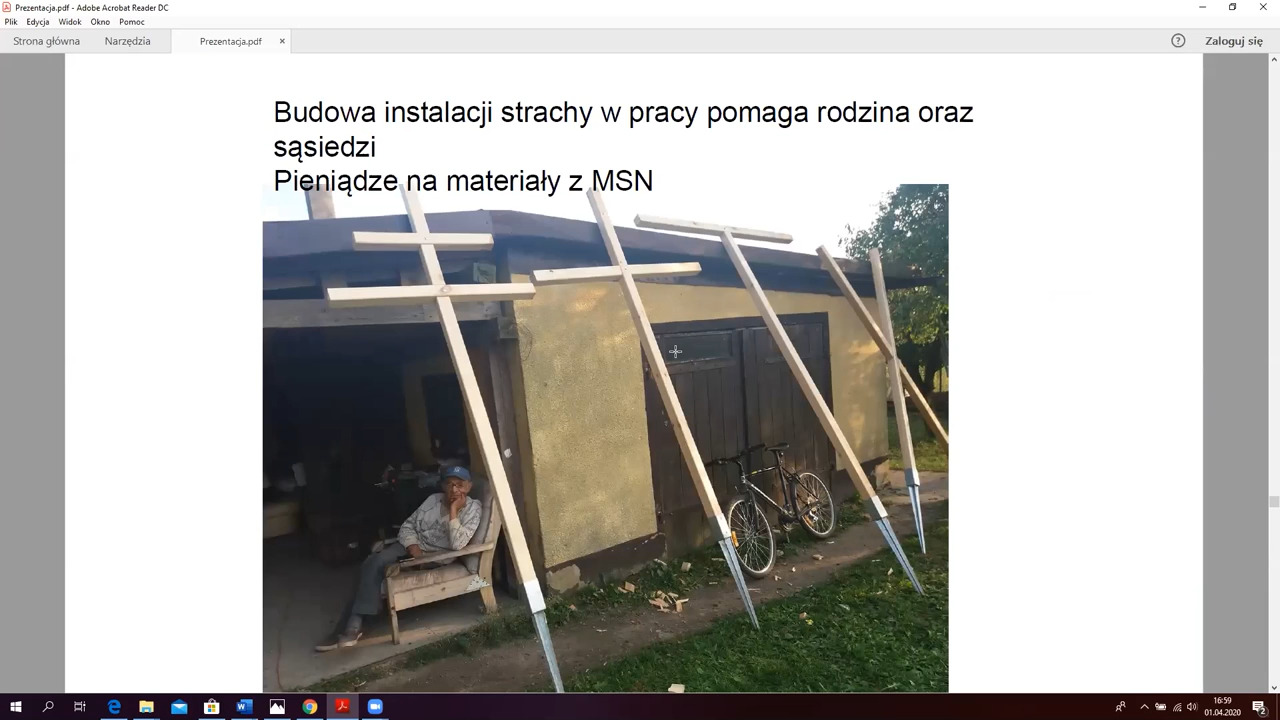 Prezentacja.pdf - Adobe Acrobat Reader DC
Plik Edycja Widok Okno Pomoc
Strona główna Narzędzia Prezentacja.pdf × ? Zaloguj się
Budowa instalacji strachy w pracy pomaga rodzina oraz
sąsiedzi
Pieniądze na materiały z MSN
16:59
01.04.2020
2